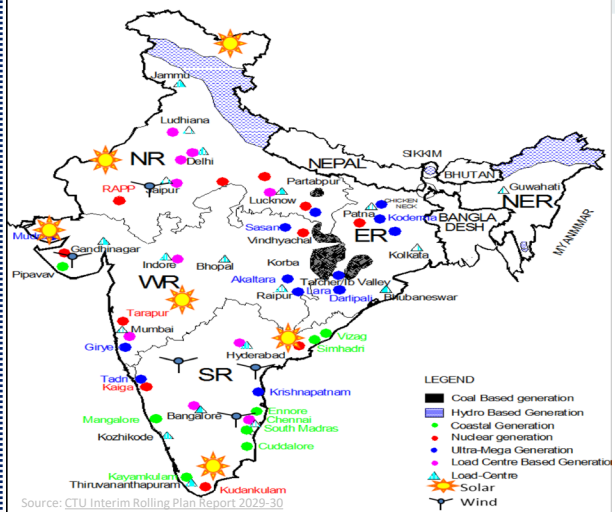 Jammu
Ludhiana
NR
Delhi
NEPAL
SIKKIM
BHUTAN
Guwahati
NER
RAPP
Jaipur
Partabpur
Lucknow
CHICKEN
NECK
Patna
Koderma
BANGLA
DESH
MYANMMAR
Sasan
Vindhyachal
ER
Gandhinagar
Pipavav
Indore
Bhopal
Korba
Kolkata
WR
Akaltara
Talcher/Ib Valley
Raipur
Lara
Darlipali
Bhubaneswar
Tarapur
Mumbai
Girye
Hyderabad
Vizag
Simhadri
SR
Tadri
Kaiga
Krishnapatnam
Mangalore
Bangalore
Ennore
Chennai
South Madras
Kozhikode
Cuddalore
Kayamkulam
Thiruvananthapuram
Kudankulam
LEGEND
Coal Based generation
Hydro Based Generation
Coastal Generation
Nuclear generation
Ultra-Mega Generation
Load Centre Based Generation
Load-Centre
Solar
Wind
Source: CTU Interim Rolling Plan Report 2029-30